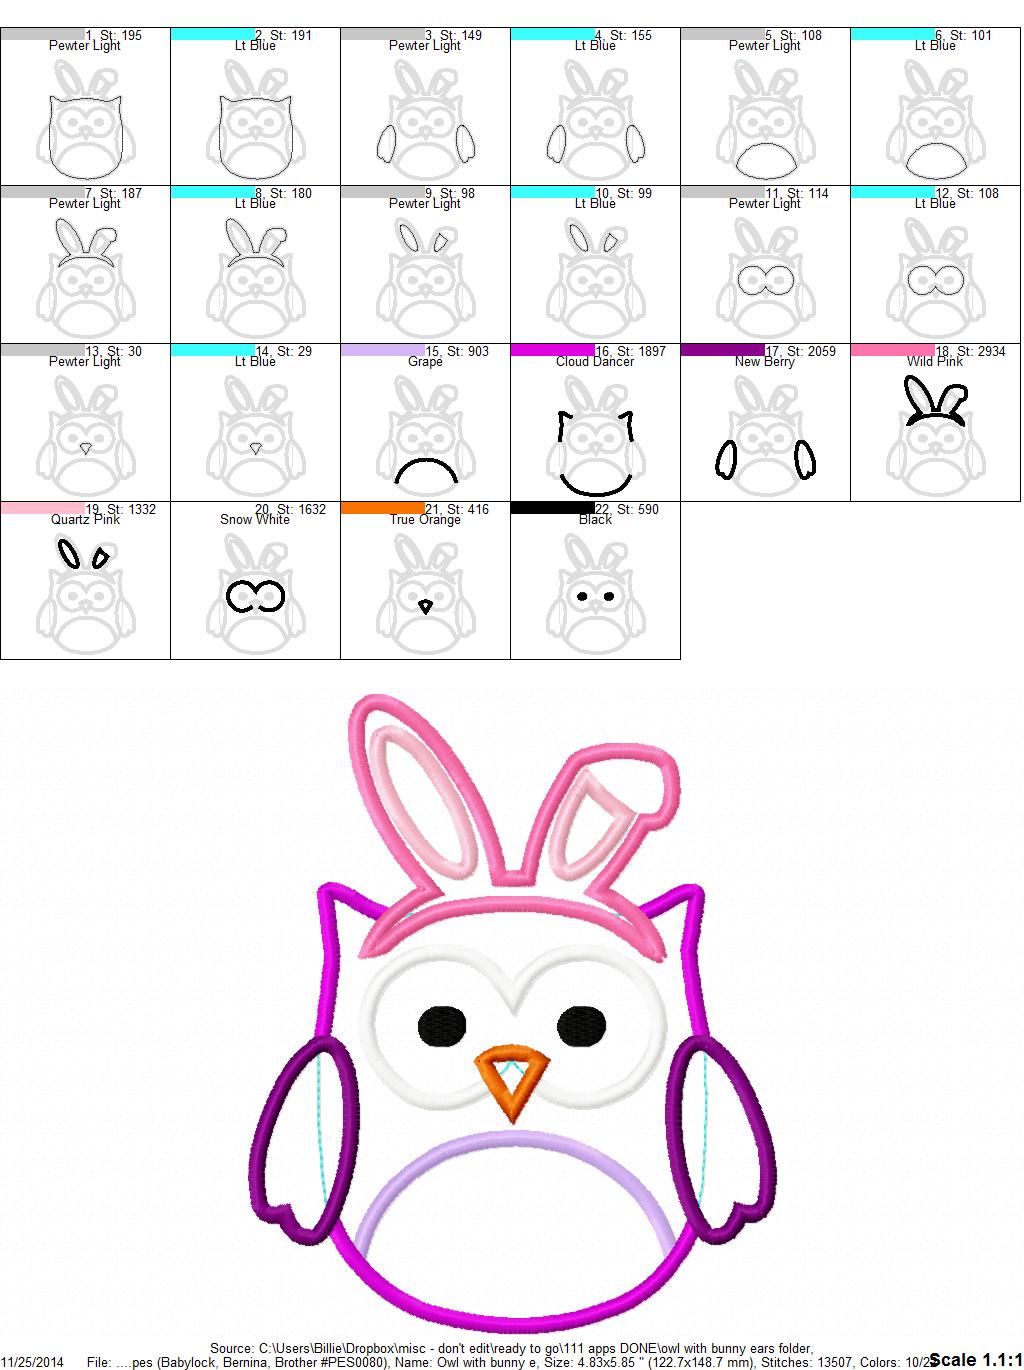 1, St: 195
Pewter Light
2, St: 191
Lt Blue
3, St: 149
Pewter Light
4, St: 155
Lt Blue
5, St: 108
Pewter Light
6, St: 101
Lt Blue
7, St: 187
Pewter Light
8, St: 180
Lt Blue
9, St: 98
Pewter Light
10, St: 99
Lt Blue
11, St: 114
Pewter Light
12, St: 108
Lt Blue
13, St: 30
Pewter Light
14, St: 29
Lt Blue
15, St: 903
Grape
16, St: 1897
Cloud Dancer
17, St: 2059
New Berry
18, St: 2934
Wild Pink
19, St: 1332
Quartz Pink
20, St: 1632
Snow White
21, St: 416
True Orange
22, St: 590
Black
Source: C:\Users\Billie\Dropbox\misc - don't edit\ready to go\111 apps DONE\owl with bunny ears folder,
11/25/2014 File: ....pes (Babylock, Bernina, Brother #PES0080), Name: Owl with bunny e, Size: 4.83x5.85 " (122.7x148.7 mm), Stitches: 13507, Colors: 10/2 Scale 1.1:1